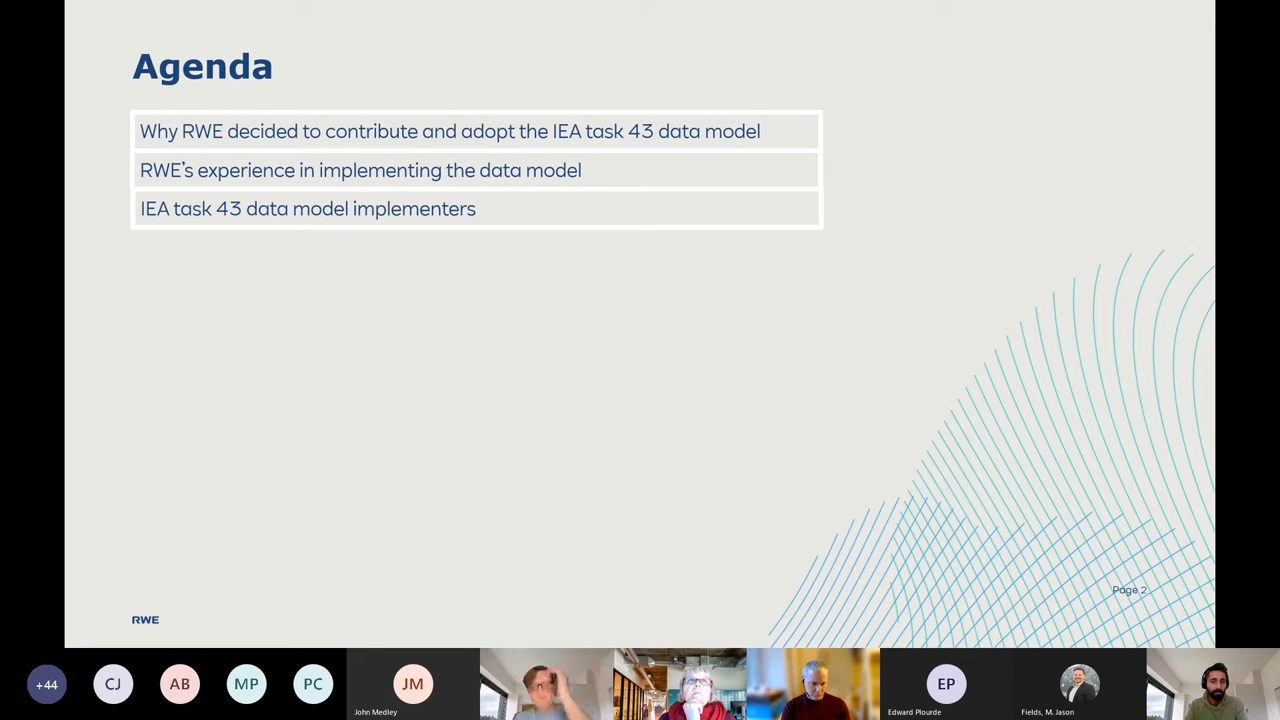 Agenda
Why RWE decided to contribute and adopt the IEA task 43 data model
RWE's experience in implementing the data model
IEA task 43 data model implementers
Page 2
RWE
+44
CJ
AB
MP
PC
JM
John Medley
EP
Edward Plourde
Fields, M. Jason